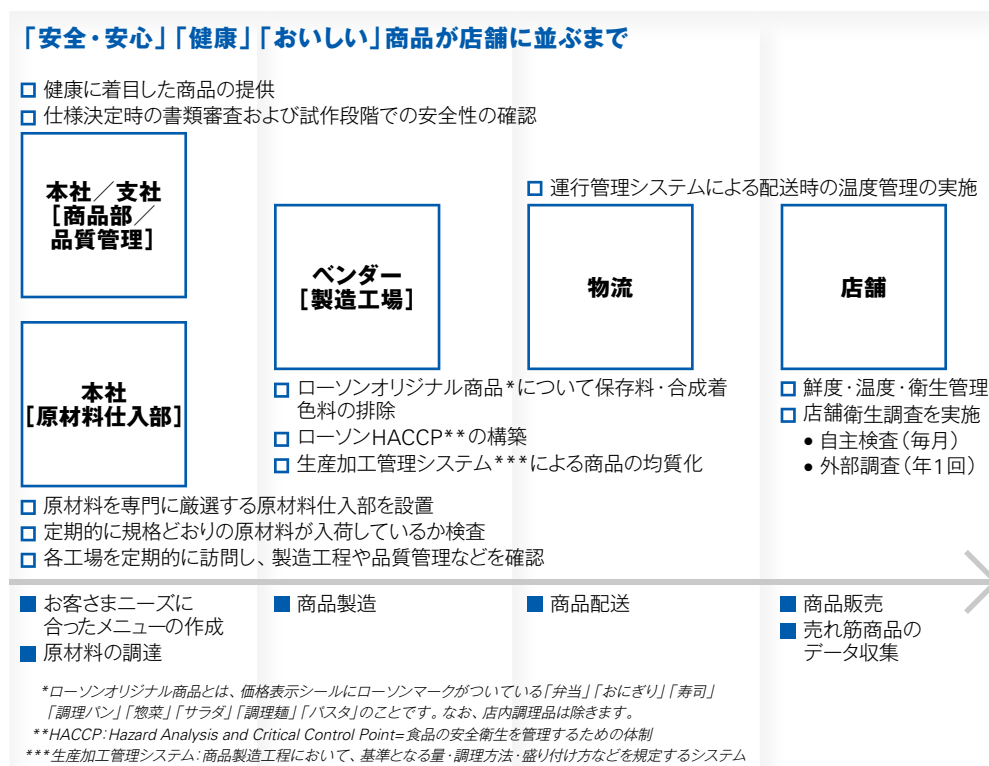 「安全・安心」「健康」「おいしい」商品が店舗に並ぶまで
健康に着目した商品の提供
仕様決定時の書類審査および試作段階での安全性の確認
本社／支社
[商品部／
品質管理]
運行管理システムによる配送時の温度管理の実施
ベンダー
[製造工場]
物流
店舗
本社
[原材料仕入部]
ローソンオリジナル商品*について保存料・合成着
色料の排除
ローソンHACCP**の構築
生産加工管理システム***による商品の均質化
鮮度・温度・衛生管理
店舗衛生調査を実施
•自主検査（毎月）
•外部調査（年1回）
原材料を専門に厳選する原材料仕入部を設置
定期的に規格どおりの原材料が入荷しているか検査
各工場を定期的に訪問し、製造工程や品質管理などを確認
お客さまニーズに
合ったメニューの作成
原材料の調達
商品製造
商品配送
商品販売
売れ筋商品の
データ収集
*ローソンオリジナル商品とは、価格表示シールにローソンマークがついている「弁当」「おにぎり」「寿司」
「調理パン」「惣菜」「サラダ」「調理麺」「パスタ」のことです。なお、店内調理品は除きます。
**HACCP：Hazard Analysis and Critical Control Point=食品の安全衛生を管理するための体制
***生産加工管理システム：商品製造工程において、基準となる量・調理方法・盛り付け方などを規定するシステム